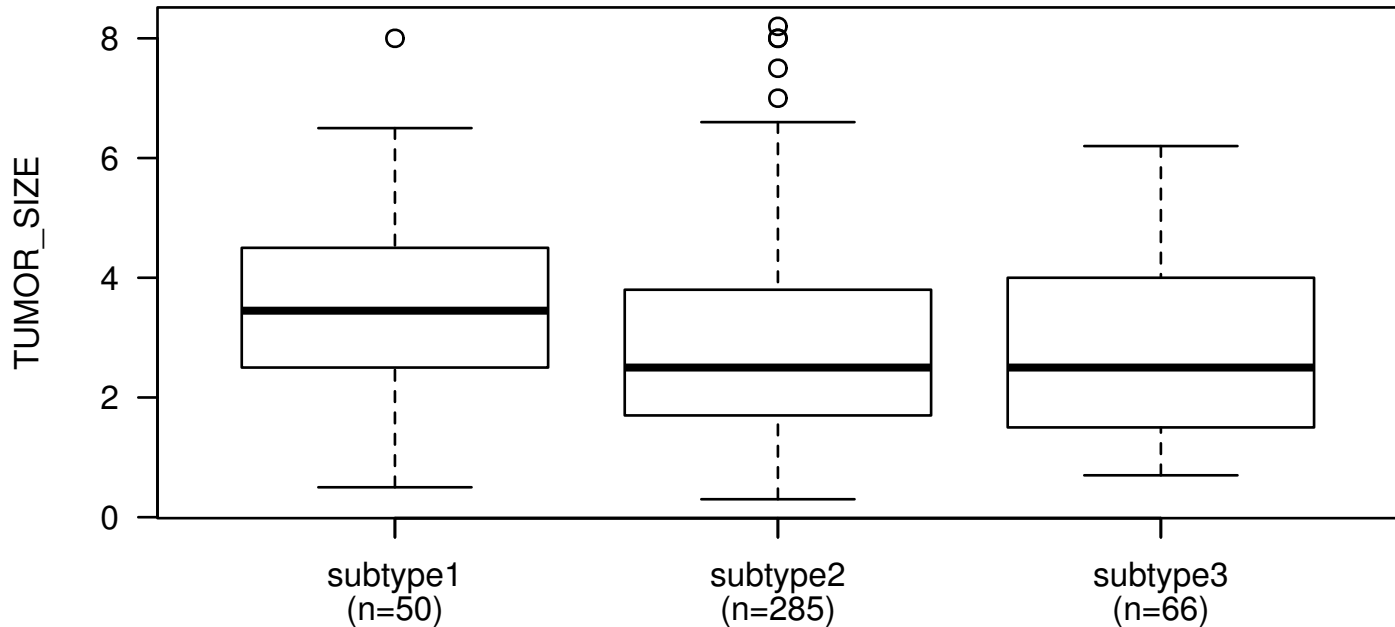 TUMOR_SIZE
8
6
4
2
0
subtype1 subtype2 subtype3
(n=50) (n=285) (n=66)